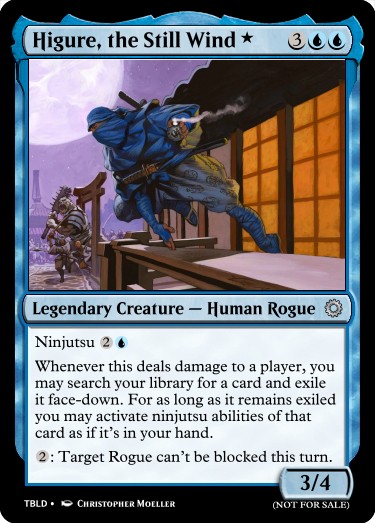 Higure, the Still Wind ★ 3
Legendary Creature — Human Rogue
Ninjutsu 2
Whenever this deals damage to a player, you
may search your library for a card and exile
it face-down. For as long as it remains exiled
you may activate ninjutsu abilities of that
card as if it's in your hand.
2: Target Rogue can't be blocked this turn.
3/4
TBLD • Christopher Moeller
(NOT FOR SALE)